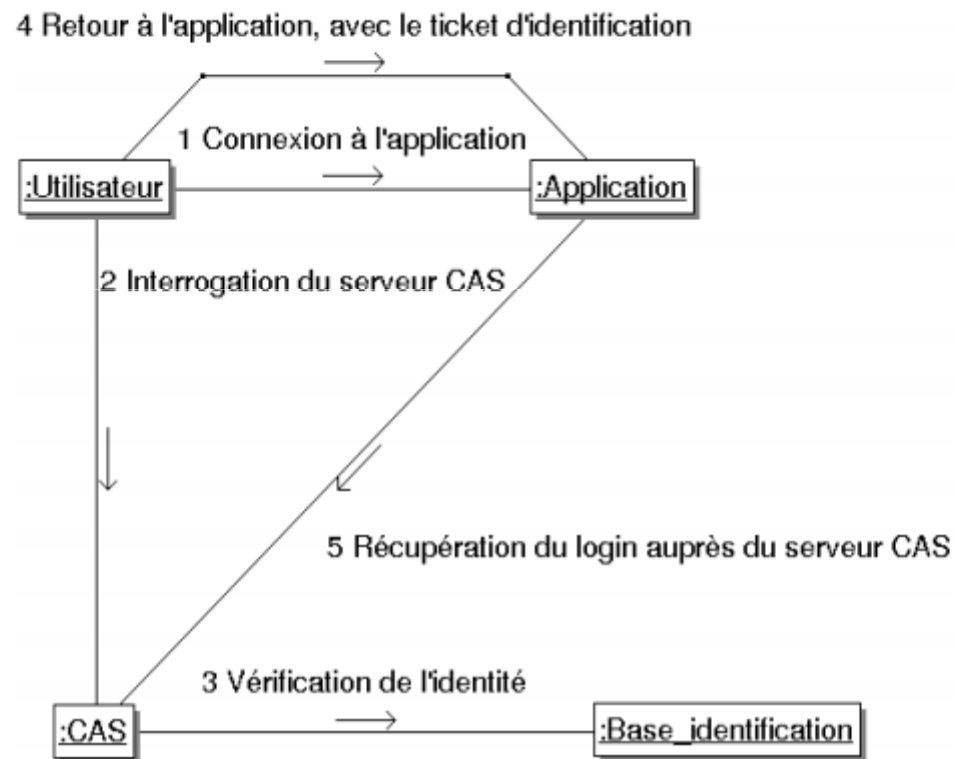 4 Retour à l'application, avec le ticket d'identification
1 Connexion à l'application
:Utilisateur
:Application
2 Interrogation du serveur CAS
5 Récupération du login auprès du serveur CAS
3 Vérification de l'identité
:CAS
:Base_identification